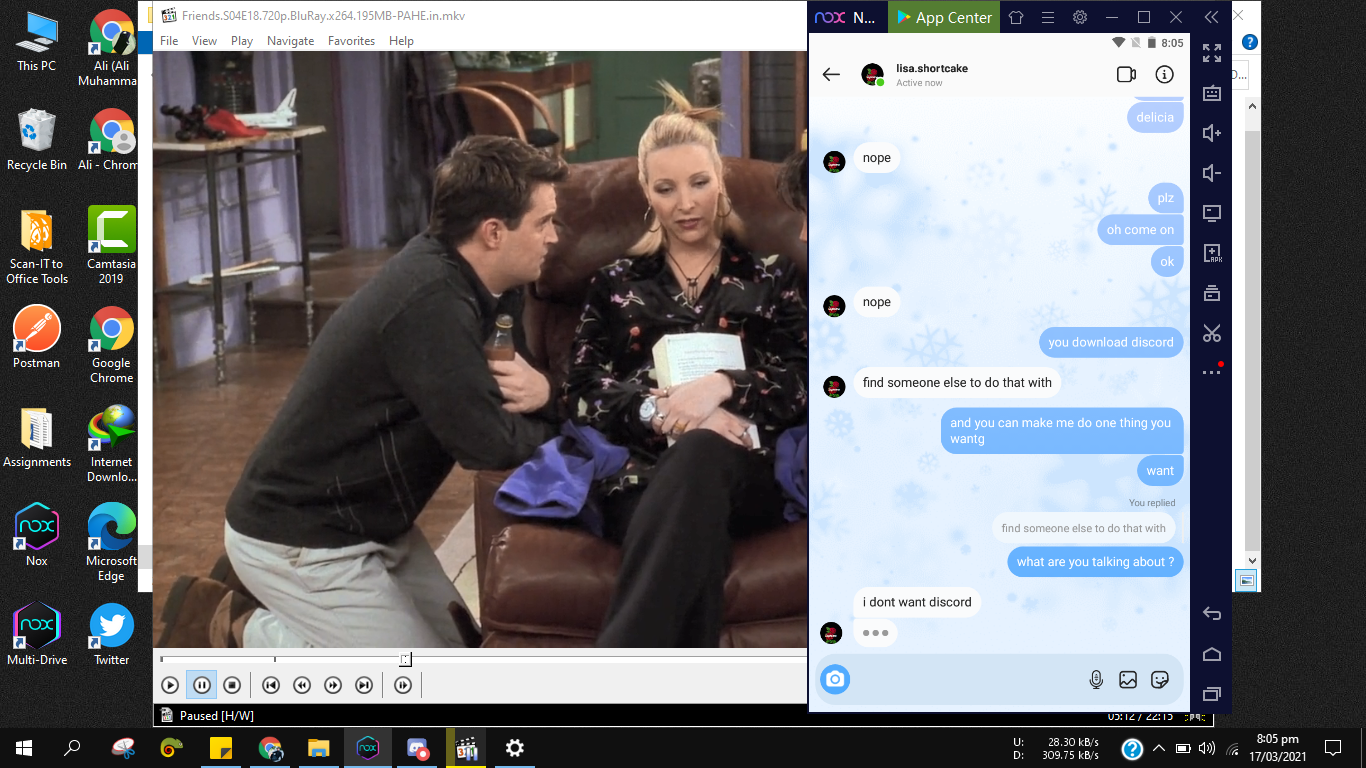 This PC
Ali (Ali
Muhamma
Recycle Bin
Ali - Chrom
Scan-IT to
Office Tools
Camtasia
2019
Postman
Google
Chrome
Assignments
Internet
Downlo...
Nox
Microsoft
Edge
Multi-Drive
Twitter
Friends.S04E18.720p.BluRay.x264.195MB-PAHE.in.mkv
File View Play Navigate Favorites Help
Paused [H/W]
05:12 / 22:15
nox N... App Center
8:05
lisa.shortcake
Active now
delicia
nope
plz
oh come on
ok
nope
you download discord
find someone else to do that with
and you can make me do one thing you
wantg
want
You replied
find someone else to do that with
what are you talking about ?
i dont want discord
APK
U: 28.30 kB/s
D: 309.75 kB/s
8:05 pm
17/03/2021